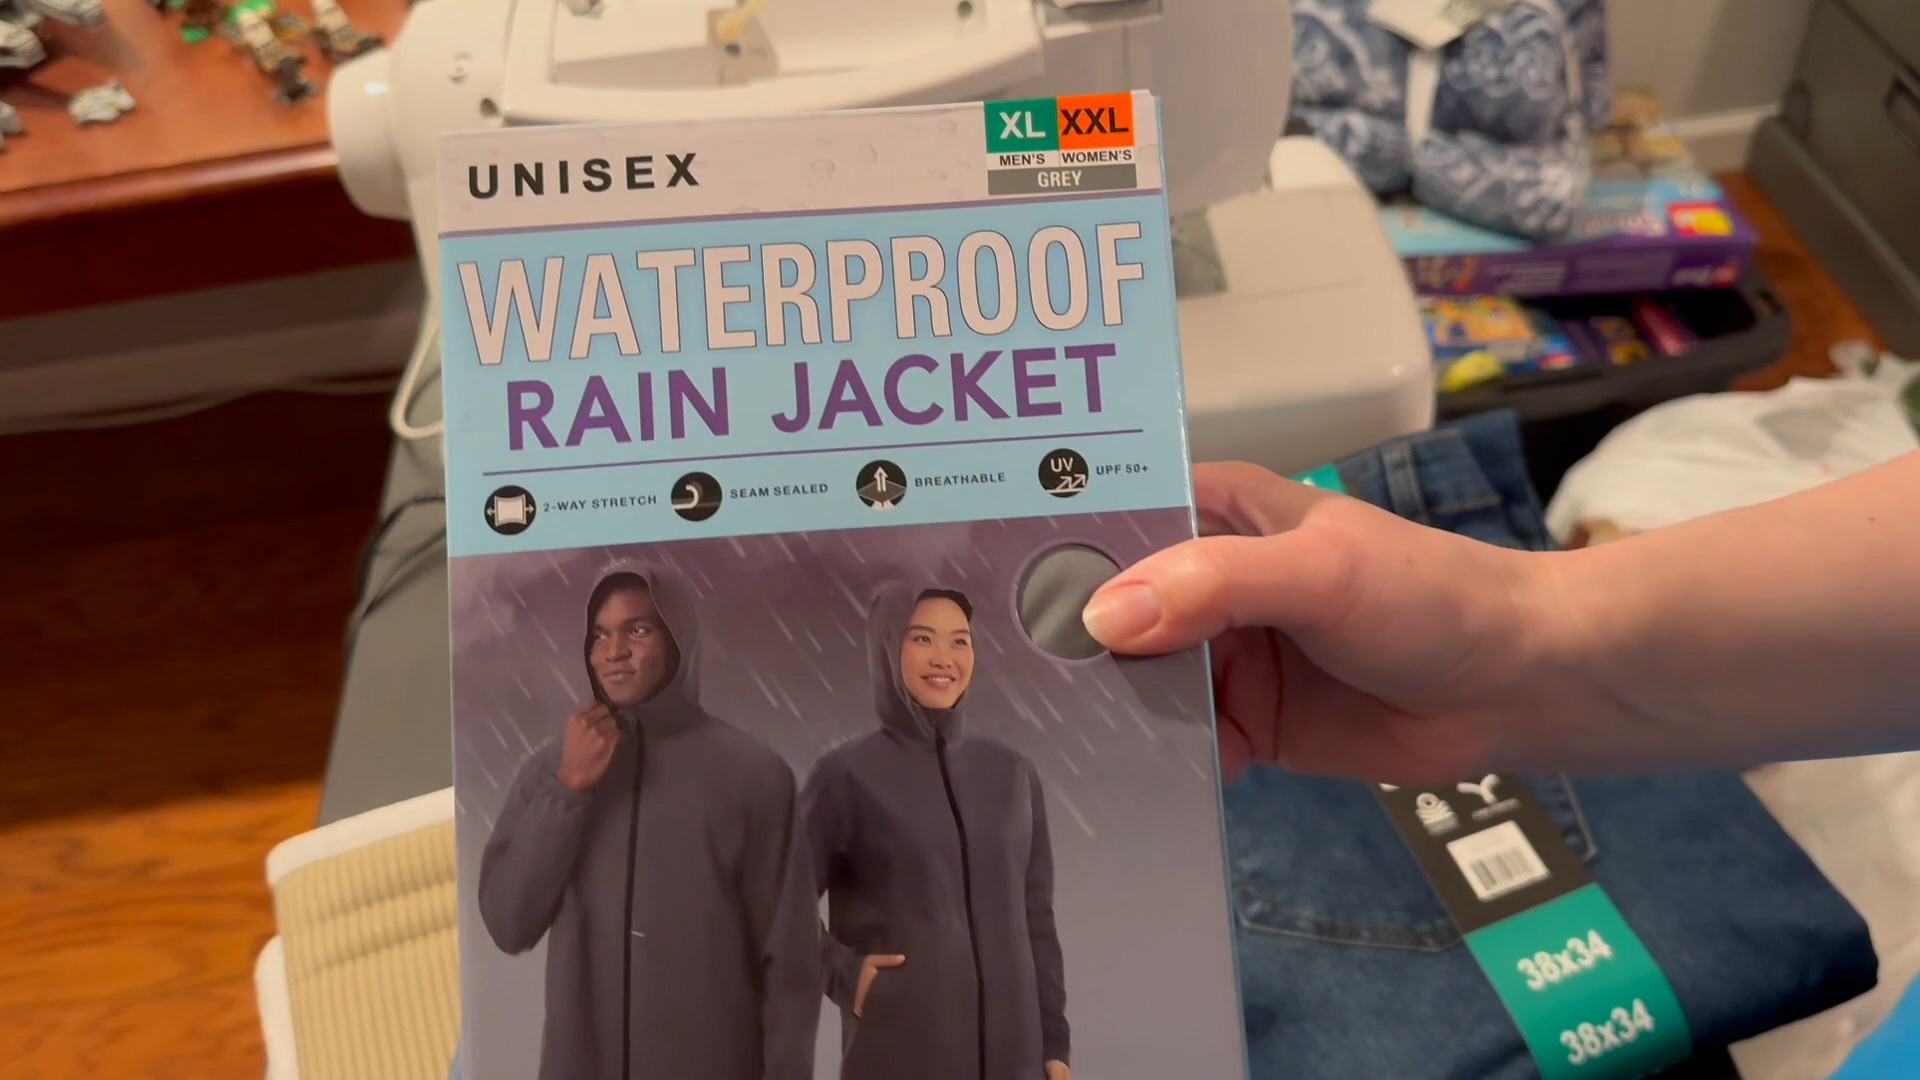 XL XXL
MEN'S WOMEN'S
GREY
UNISEX
WATERPROOF
RAIN JACKET
2-WAY STRETCH SEAM SEALED BREATHABLE UV UPF 50+
38x34
38x34